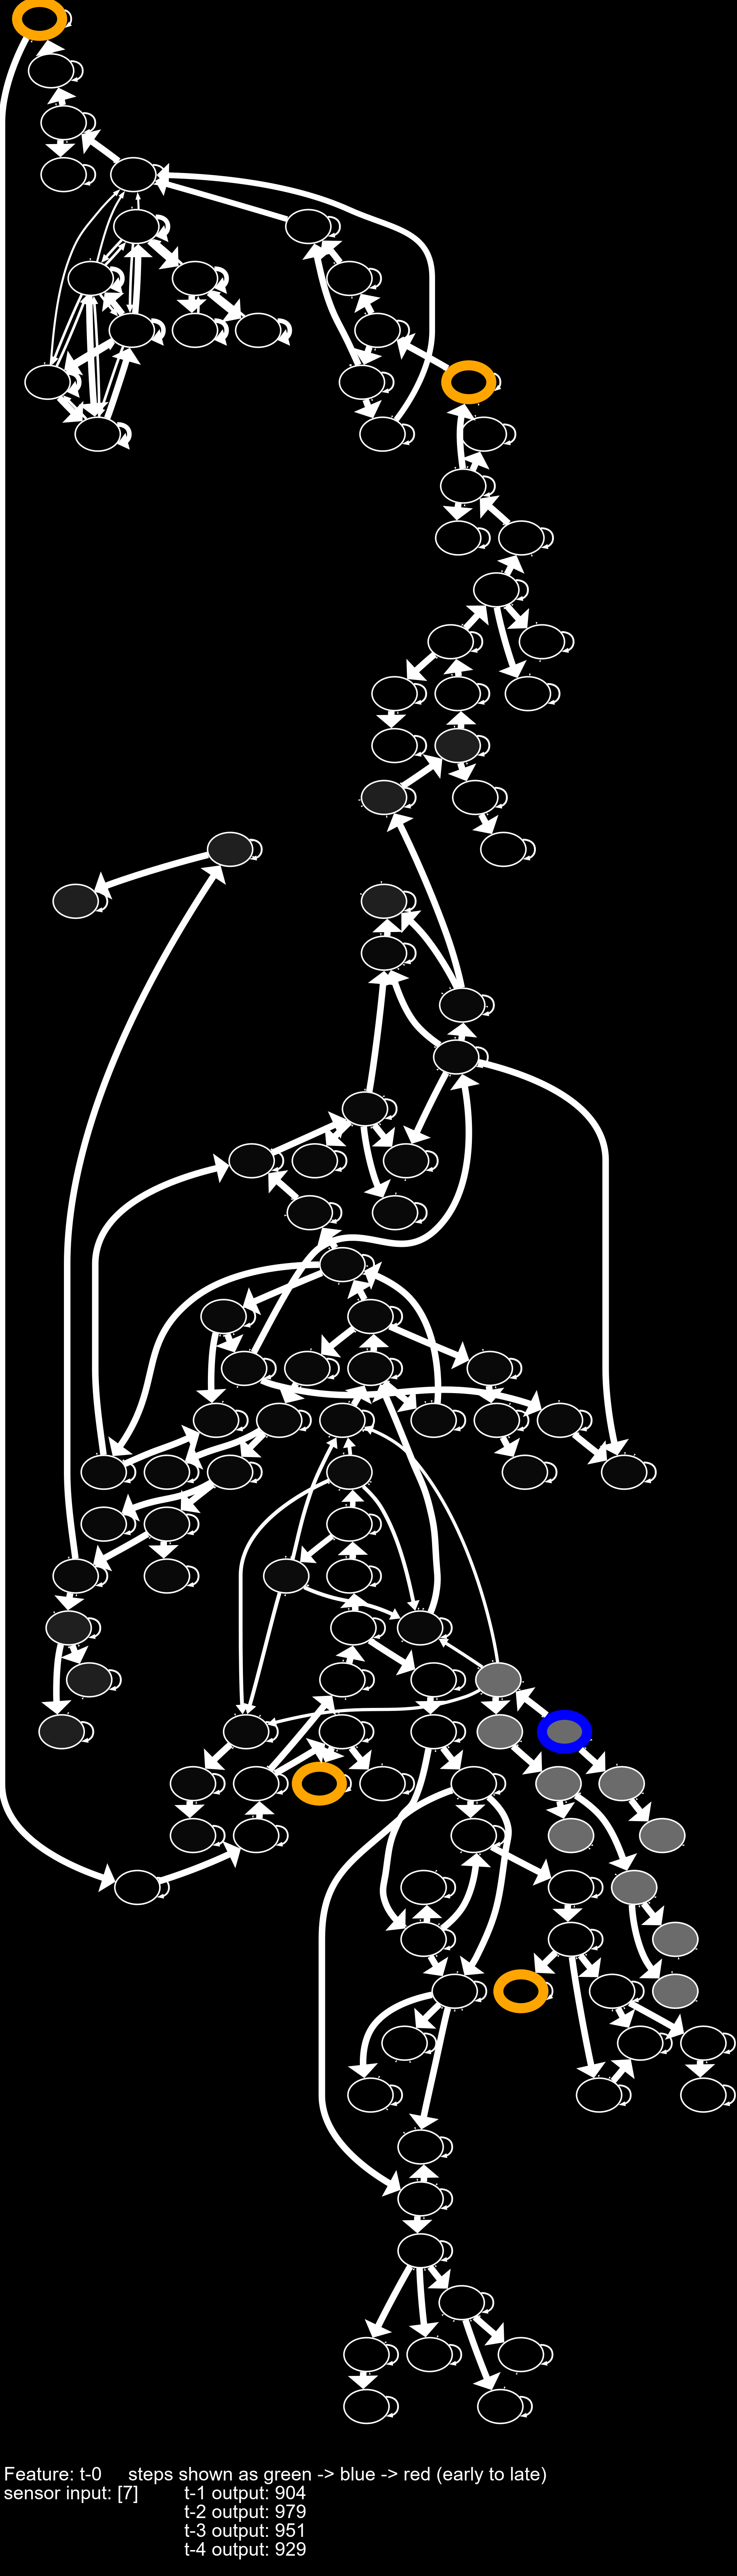 Feature: t-0 steps shown as green -> blue -> red (early to late)
sensor input: [7] t-1 output: 904
t-2 output: 979
t-3 output: 951
t-4 output: 929